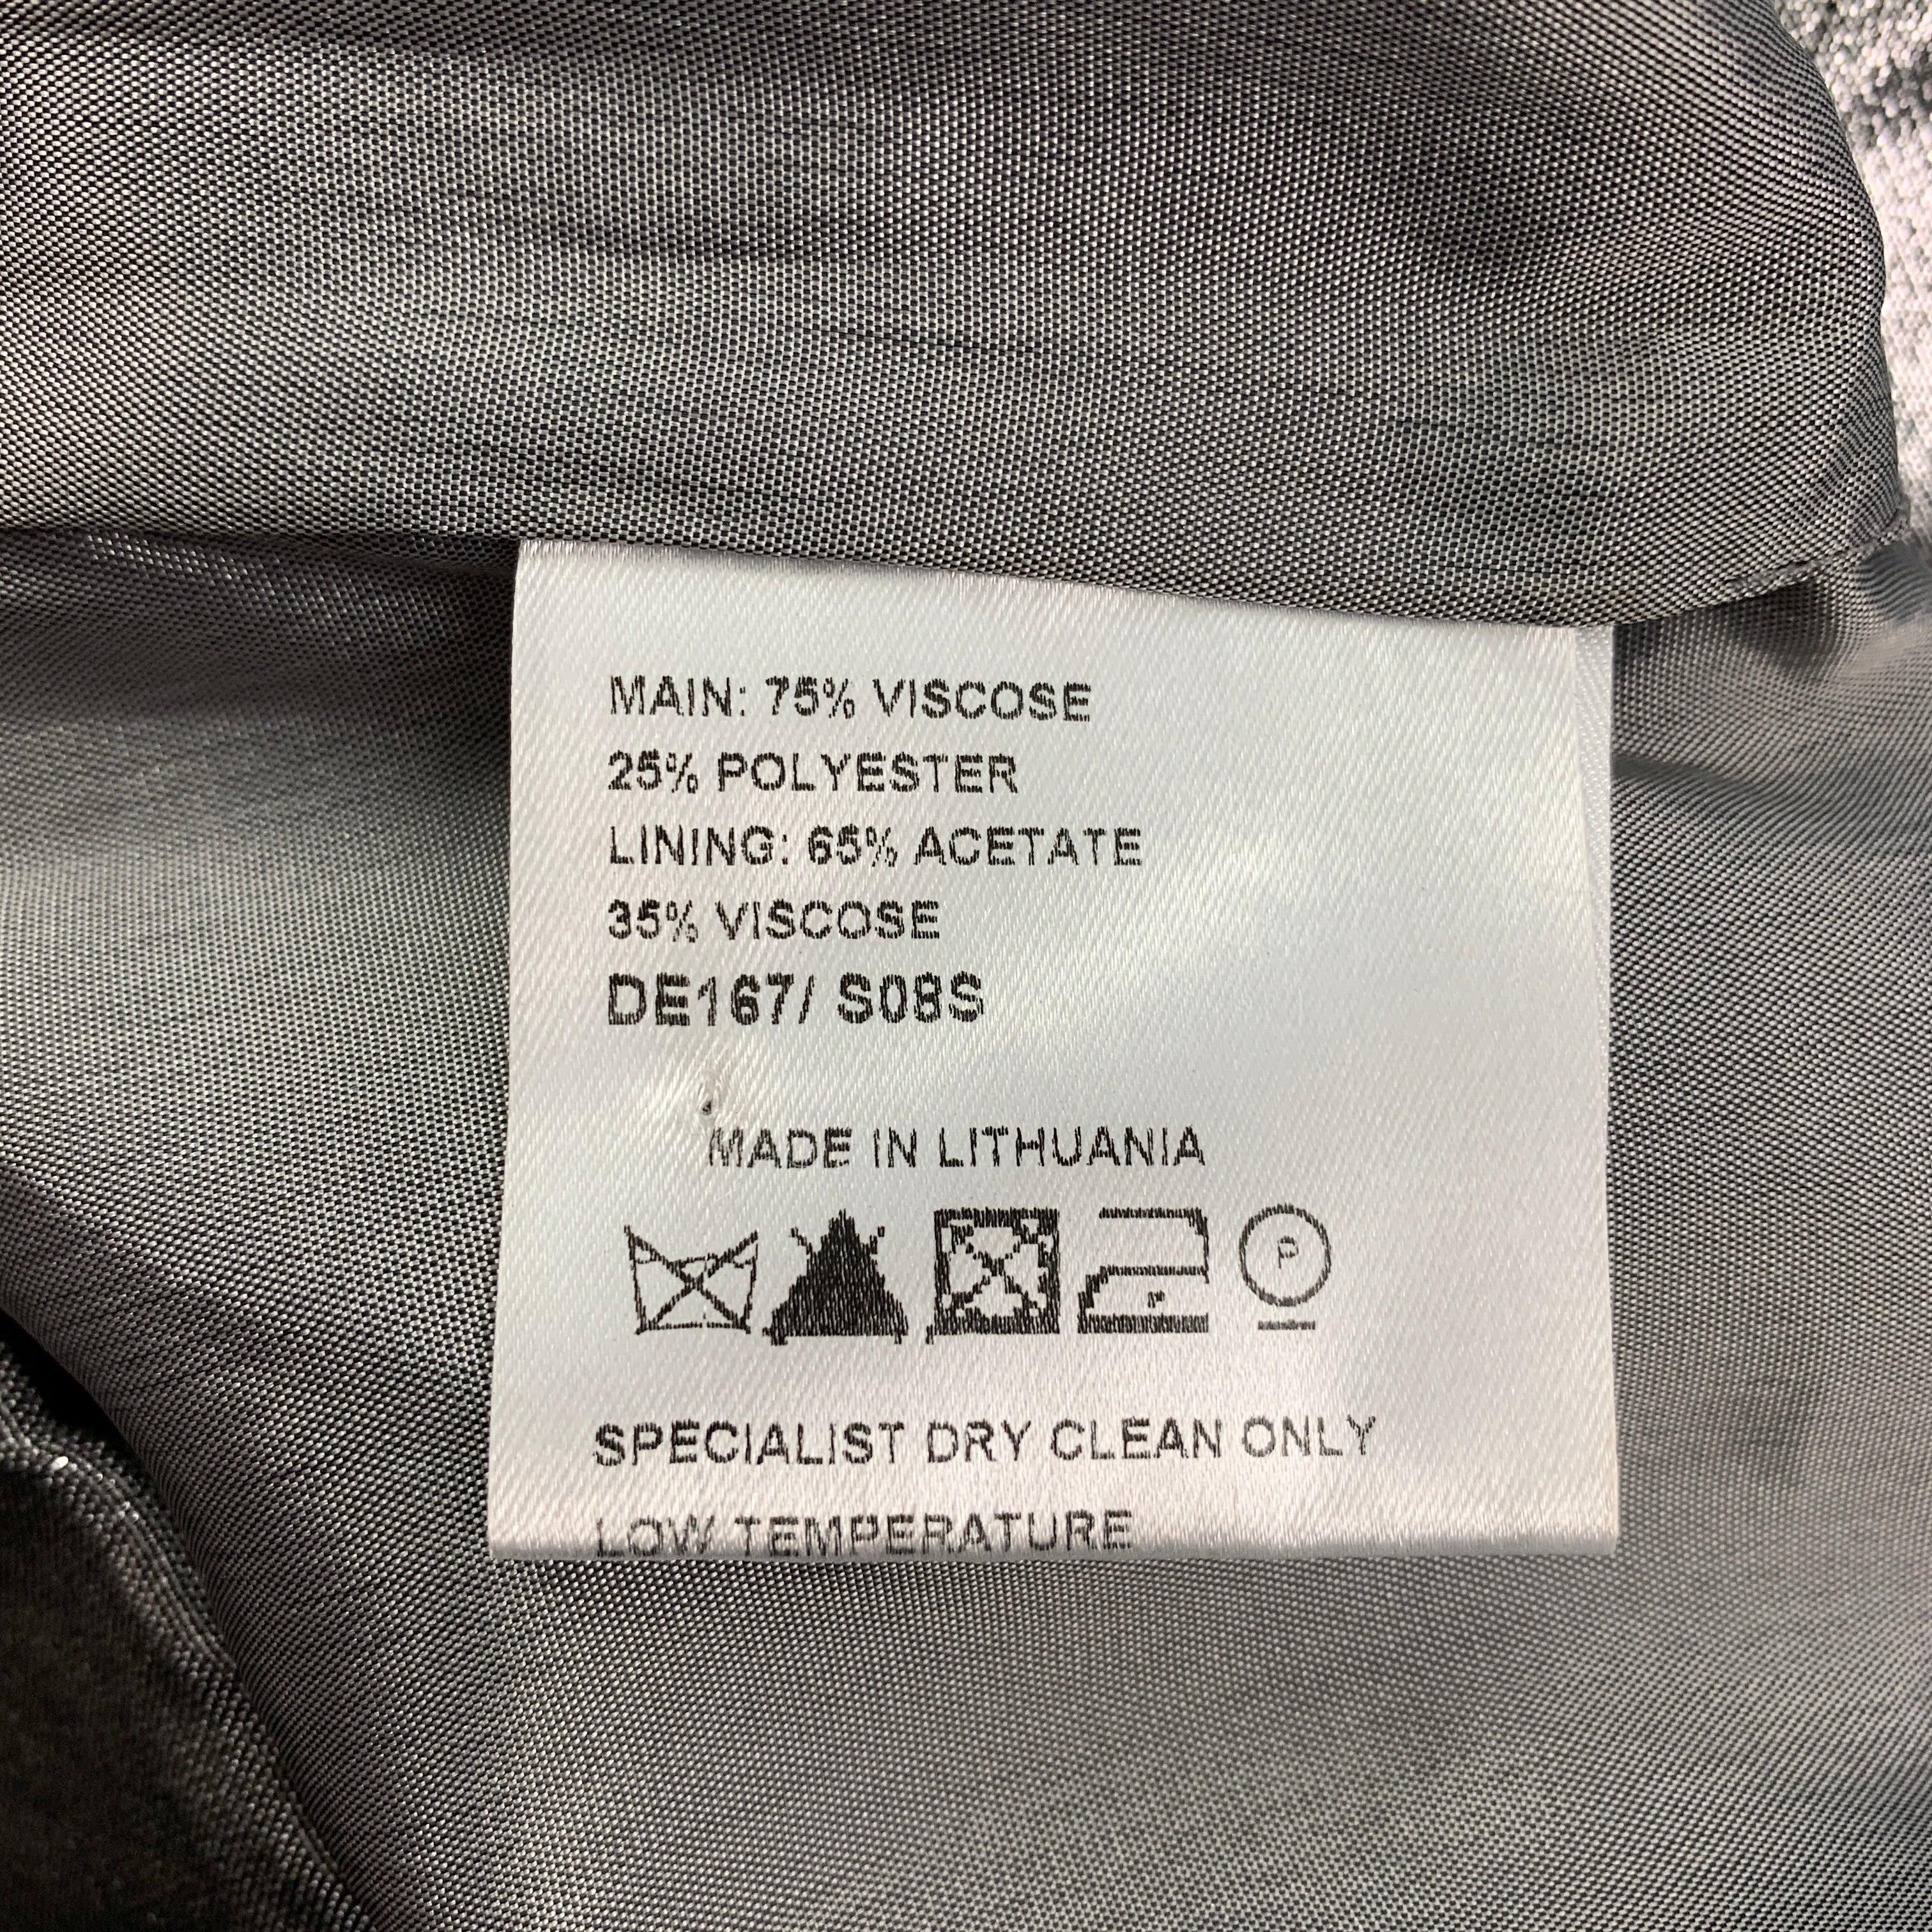 MAIN: 75% VISCOSE
25% POLYESTER
LINING: 65% ACETATE
35% VISCOSE
DE167/ S08S
MADE IN LITHUANIA
P
SPECIALIST DRY CLEAN ONLY
LOW TEMPERATURE